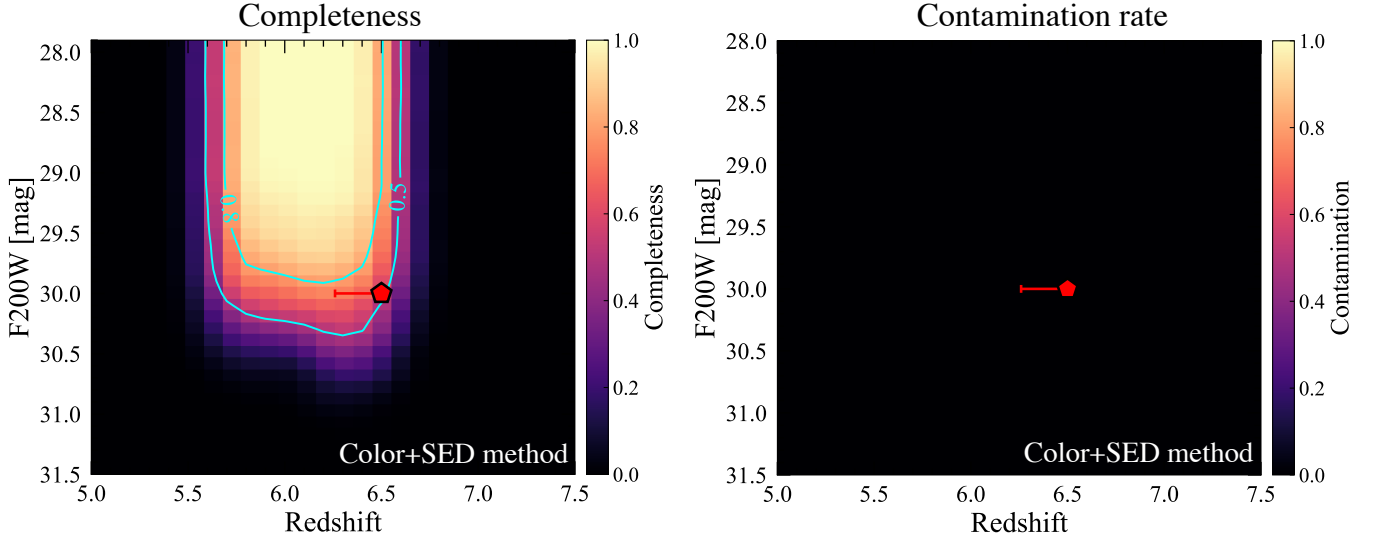 Completeness
28.0
28.5
29.0
29.5
30.0
30.5
31.0
31.5
F200W [mag]
5.0 5.5 6.0 6.5 7.0 7.5
Redshift
0.8
0.5
Color+SED method
1.0
0.8
0.6
0.4
0.2
0.0
Completeness
Contamination rate
28.0
28.5
29.0
29.5
30.0
30.5
31.0
31.5
F200W [mag]
5.0 5.5 6.0 6.5 7.0 7.5
Redshift
Color+SED method
1.0
0.8
0.6
0.4
0.2
0.0
Contamination